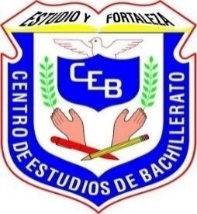 ESTUDIO Y FORTALEZA
CEB
CENTRO DE ESTUDIOS DE BACHILLERATO